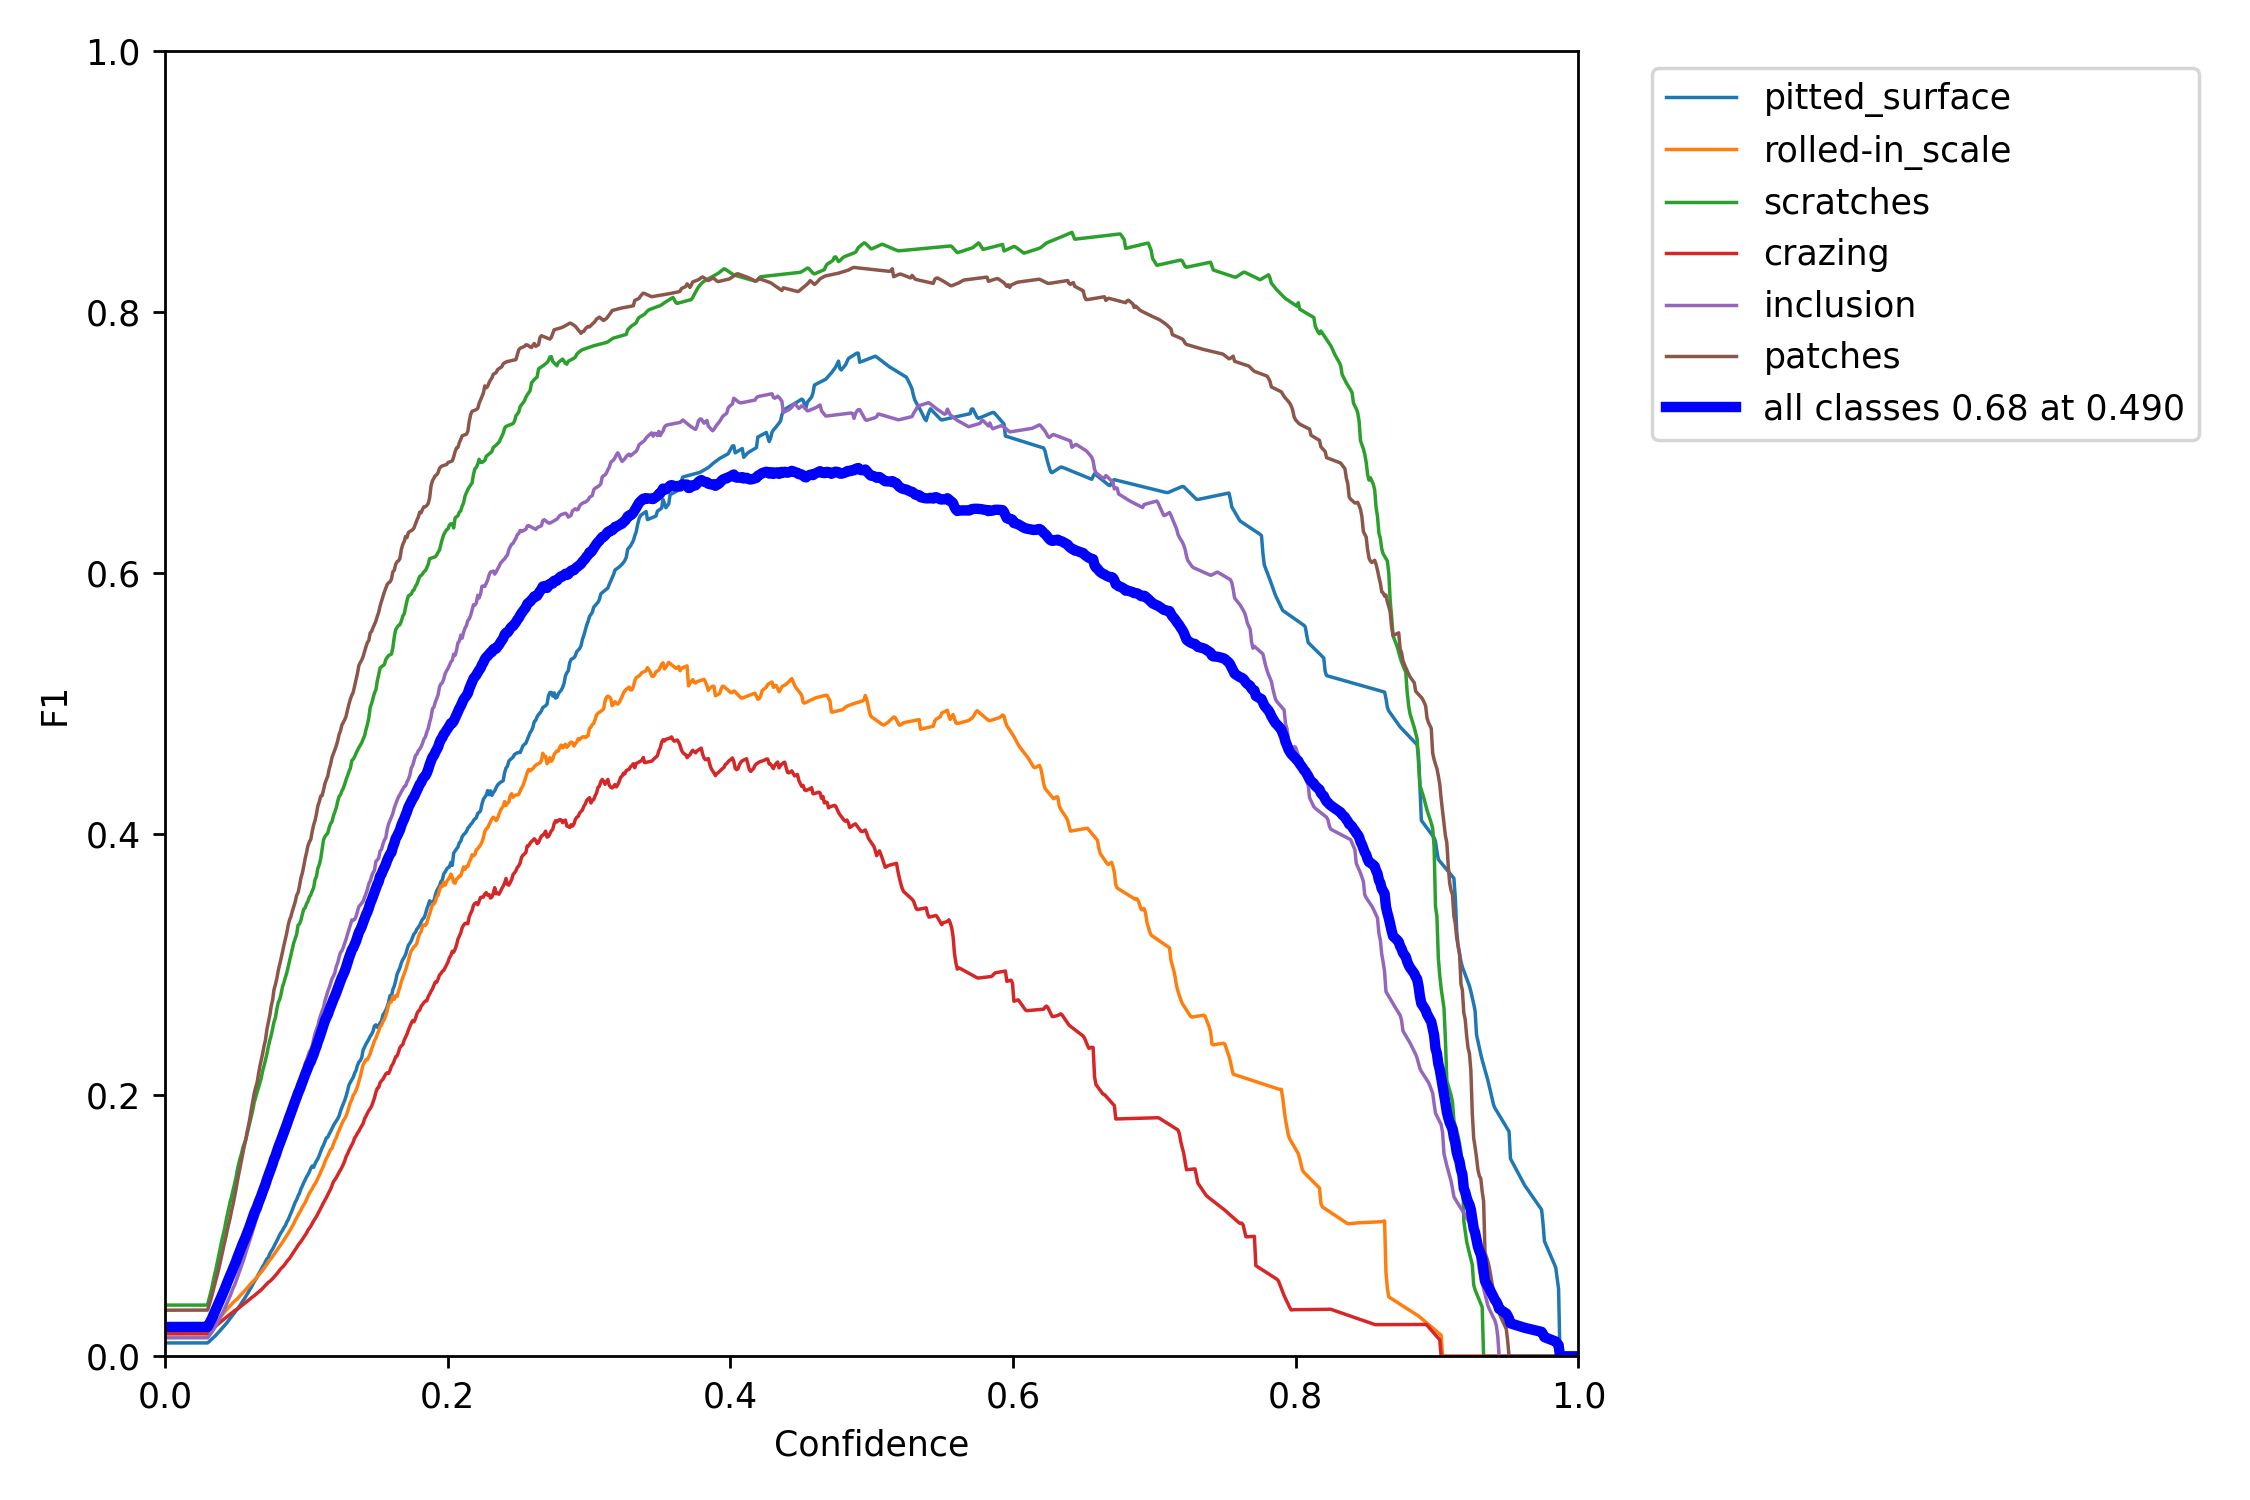 1.0
0.8
0.6
0.4
0.2
0.0
F1
0.0 0.2 0.4 0.6 0.8 1.0
Confidence
pitted_surface
rolled-in_scale
scratches
crazing
inclusion
patches
all classes 0.68 at 0.490